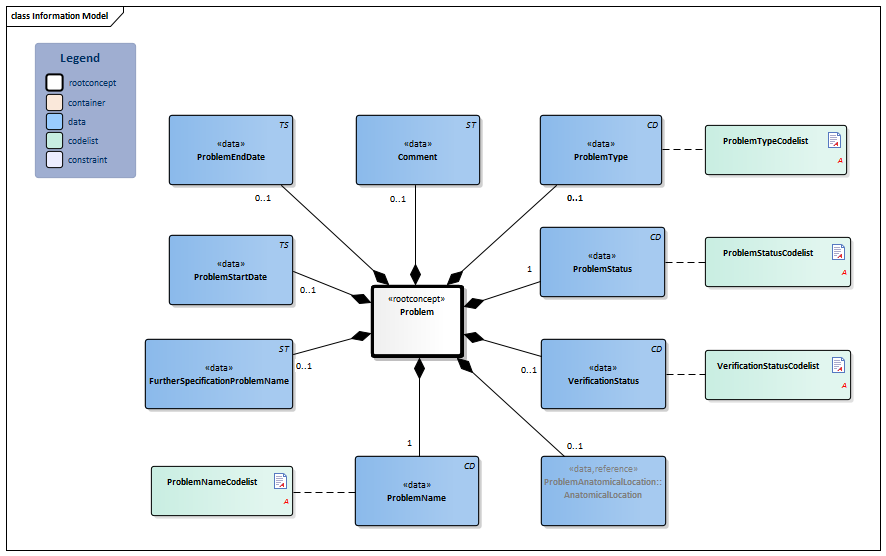 class Information Model
Legend
rootconcept
container
data
codelist
constraint
TS
«data»
ProblemEndDate
0..1
ST
«data»
Comment
0..1
CD
«data»
ProblemType
0..1
ProblemTypeCodelist
A
TS
«data»
ProblemStartDate
0..1
CD
«data»
ProblemStatus
1
ProblemStatusCodelist
A
«rootconcept»
Problem
ST
«data»
FurtherSpecificationProblemName
0..1
CD
«data»
VerificationStatus
0..1
VerificationStatusCodelist
A
1
0..1
ProblemNameCodelist
A
CD
«data»
ProblemName
«data,reference»
ProblemAnatomicalLocation::
AnatomicalLocation